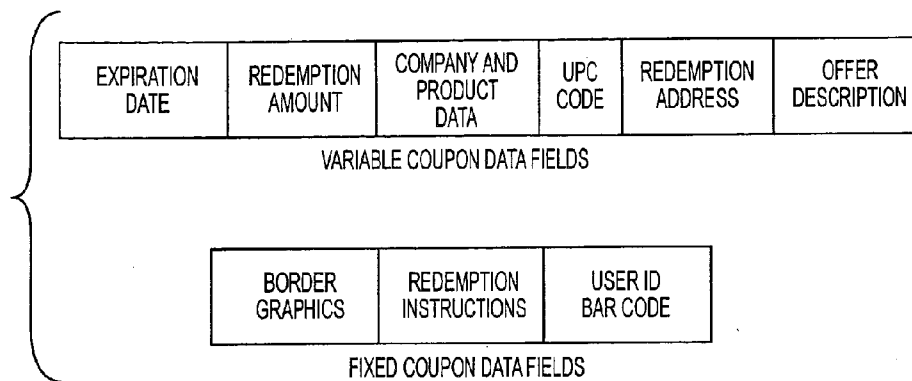 EXPIRATION DATE
REDEMPTION AMOUNT
COMPANY AND PRODUCT DATA
UPC CODE
REDEMPTION ADDRESS
OFFER DESCRIPTION
VARIABLE COUPON DATA FIELDS
BORDER GRAPHICS
REDEMPTION INSTRUCTIONS
USER ID BAR CODE
FIXED COUPON DATA FIELDS